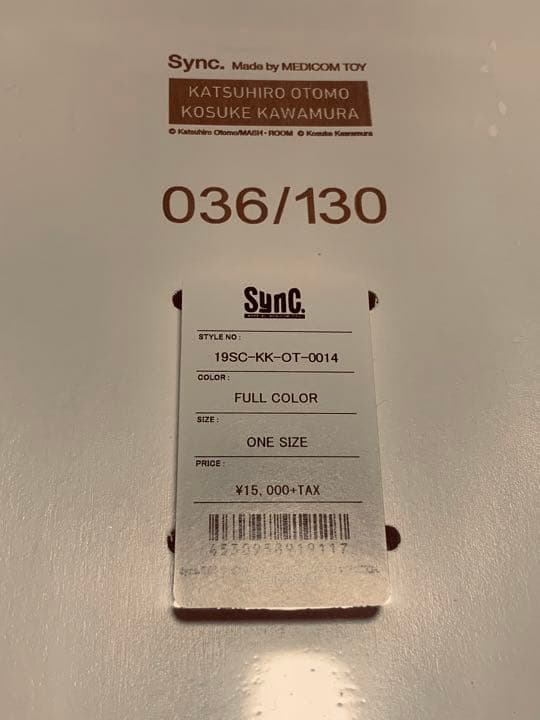 Sync. Made by MEDICOM TOY
KATSUHIRO OTOMO
KOSUKE KAWAMURA
© Katsuhiro Otomo/MASH・ROOM © Kosuke Kawamura
036/130
Sync.
STYLE NO :
19SC-KK-OT-0014
COLOR :
FULL COLOR
SIZE :
ONE SIZE
PRICE :
¥15,000+TAX
4530956919117